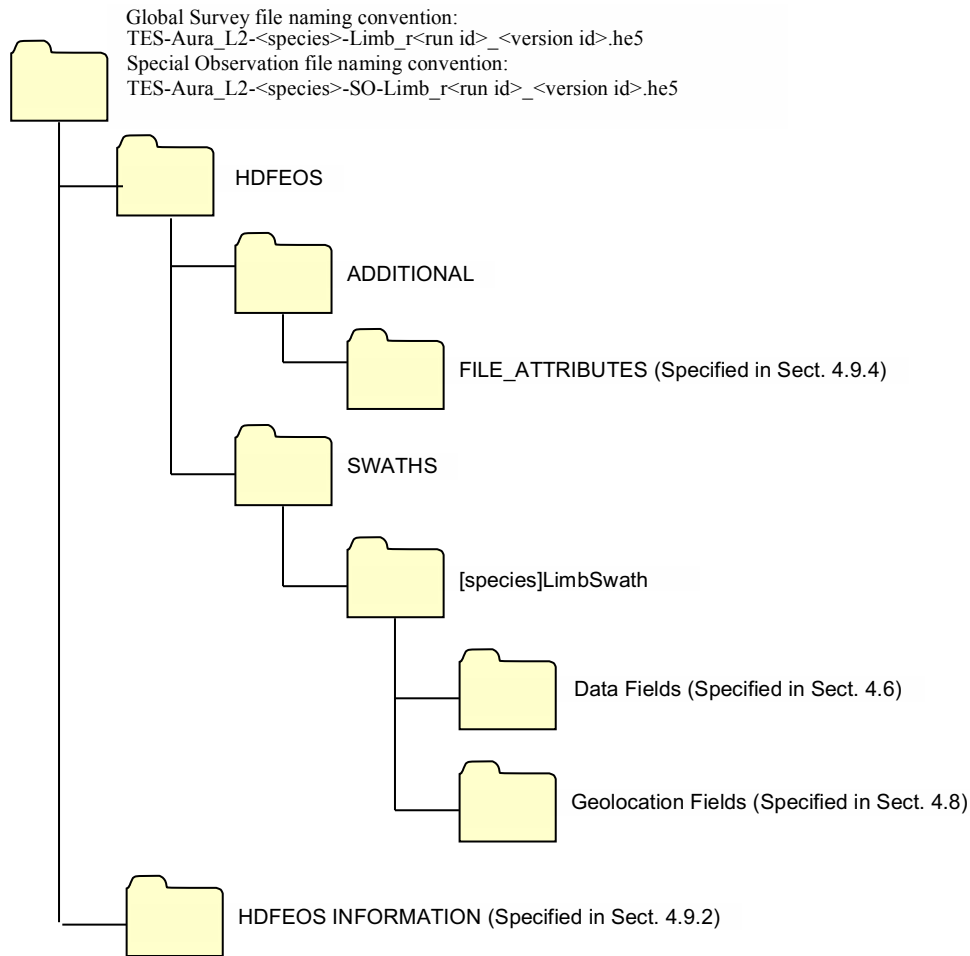 Global Survey file naming convention:
TES-Aura_L2-<species>-Limb_r<run id>_<version id>.he5
Special Observation file naming convention:
TES-Aura_L2-<species>-SO-Limb_r<run id>_<version id>.he5
HDFEOS
ADDITIONAL
FILE_ATTRIBUTES (Specified in Sect. 4.9.4)
SWATHS
[species]LimbSwath
Data Fields (Specified in Sect. 4.6)
Geolocation Fields (Specified in Sect. 4.8)
HDFEOS INFORMATION (Specified in Sect. 4.9.2)